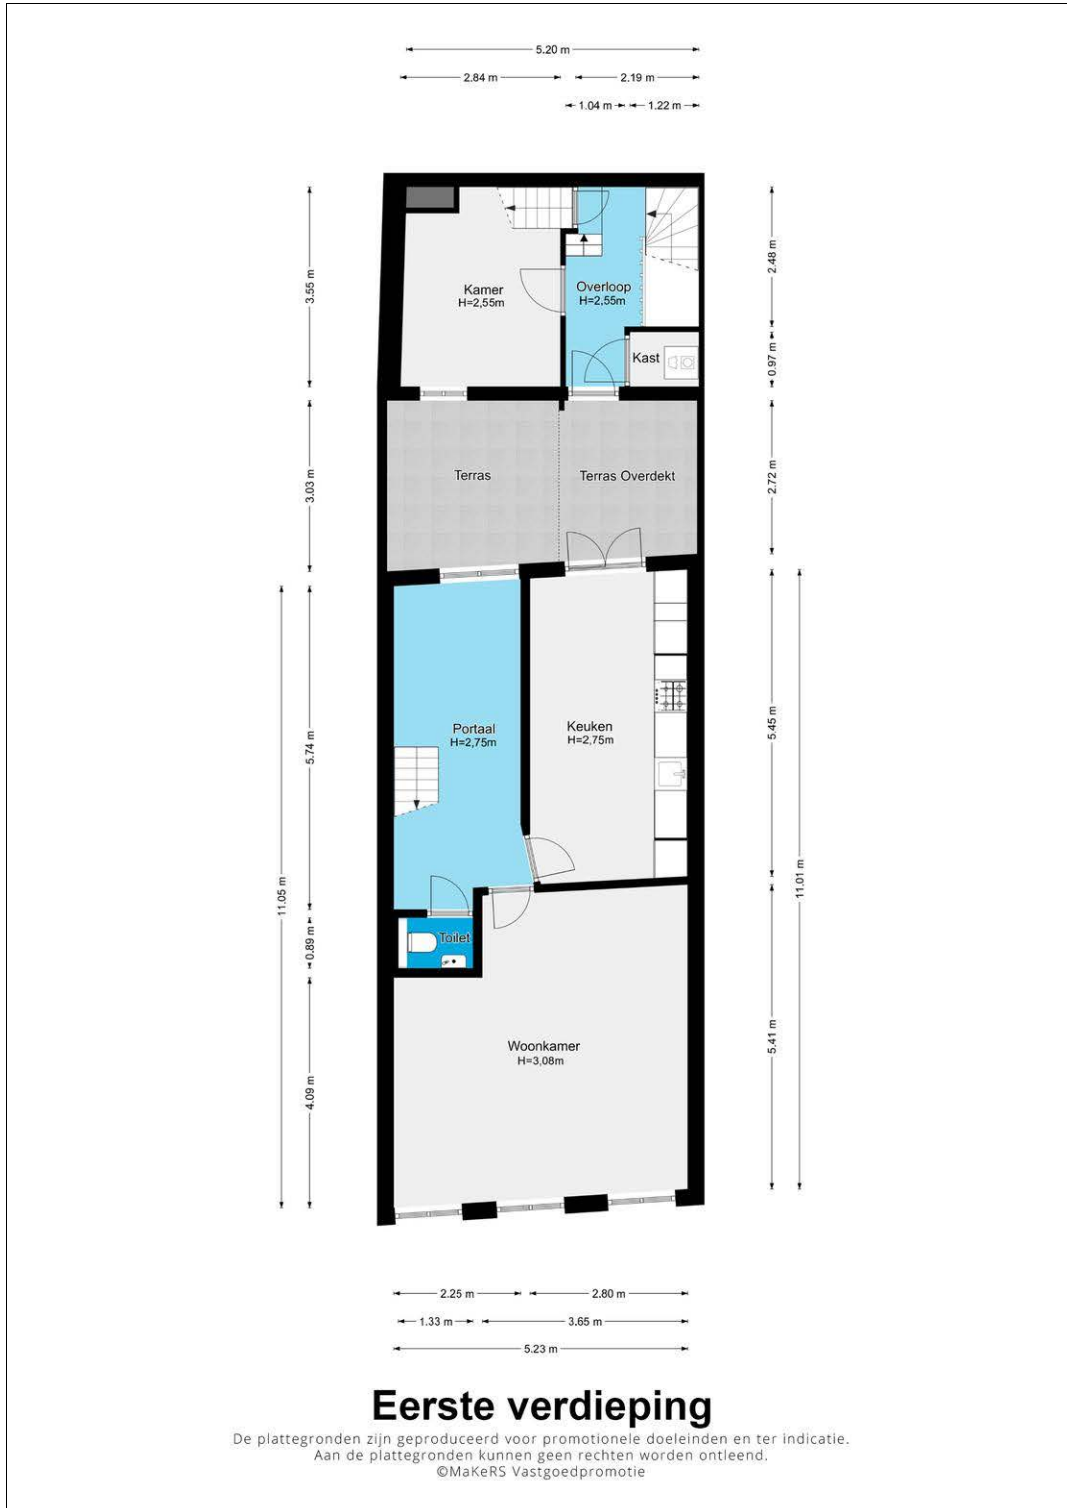 5.20 m
2.84 m
2.19 m
1.04 m
1.22 m
3.55 m
2.48 m
Kamer
H=2,55m
Overloop
H=2,55m
Kast
0.97 m
3.03 m
2.72 m
Terras
Terras Overdekt
11.05 m
5.74 m
Portaal
H=2,75m
Keuken
H=2,75m
5.45 m
11.01 m
0.89 m
Toilet
Woonkamer
H=3,08m
4.09 m
5.41 m
2.25 m
2.80 m
1.33 m
3.65 m
5.23 m
Eerste verdieping
De plattegronden zijn geproduceerd voor promotionele doeleinden en ter indicatie.
Aan de plattegronden kunnen geen rechten worden ontleend.
©MaKeRS Vastgoedpromotie